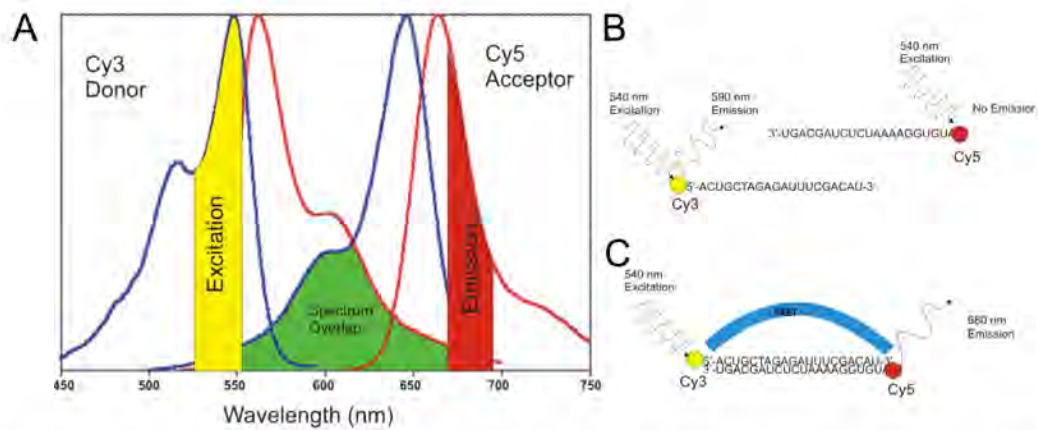 A
Cy3
Donor
Cy5
Acceptor
Excitation
Spectrum
Overlap
Emission
450
500
550
600
650
700
750
Wavelength (nm)
B
540 nm
Excitation
590 nm
Emission
5'-ACUGCTAGAGAUUUCGACAU-3'
Cy3
540 nm
Excitation
No Emission
3'-UGACGAUCUCUAAAAGGUGUA
Cy5
C
540 nm
Excitation
FRET
5'-ACUGCTAGAGAUUUCGACAU-3'
3'-UGACGAUCUCUAAAAGGUGUA
Cy3
Cy5
680 nm
Emission